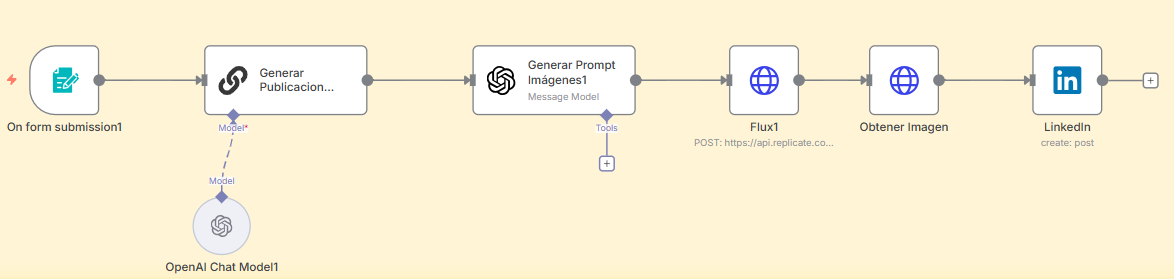 On form submission1
Generar
Publicacion...
Model*
Model
OpenAI Chat Model1
Generar Prompt
Imágenes1
Message Model
Tools
+
Flux1
POST: https://api.replicate.co...
Obtener Imagen
in
LinkedIn
create: post
+